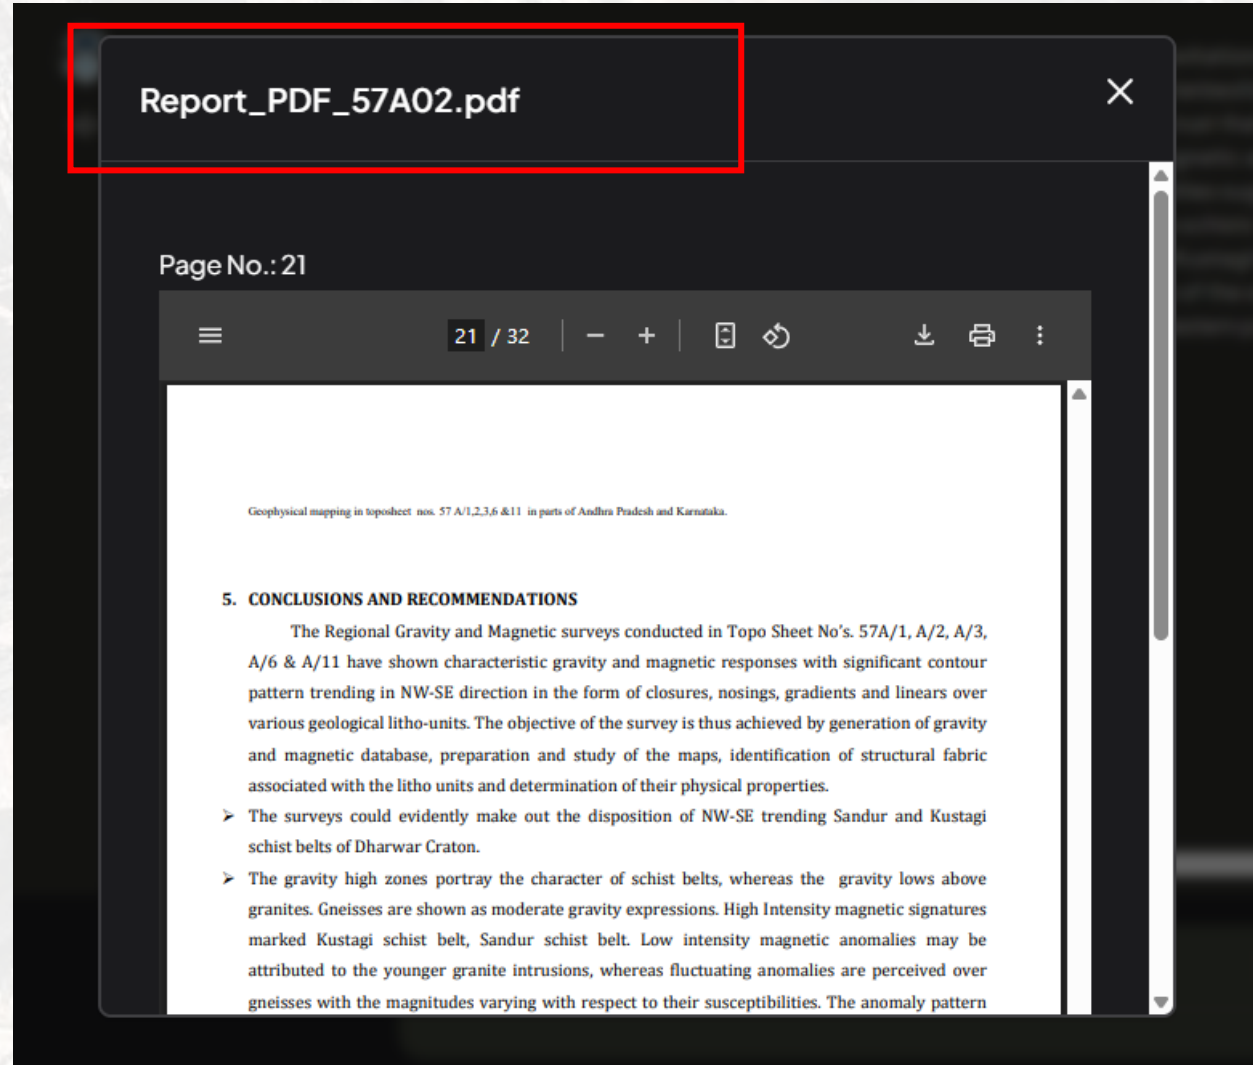 Report_PDF_57A02.pdf
Page No.: 21
21 / 32
Geophysical mapping in toposheet nos. 57 A/1,2,3,6 &11 in parts of Andhra Pradesh and Karnataka.
5. CONCLUSIONS AND RECOMMENDATIONS
The Regional Gravity and Magnetic surveys conducted in Topo Sheet No's. 57A/1, A/2, A/3,
A/6 & A/11 have shown characteristic gravity and magnetic responses with significant contour
pattern trending in NW-SE direction in the form of closures, nosings, gradients and linears over
various geological litho-units. The objective of the survey is thus achieved by generation of gravity
and magnetic database, preparation and study of the maps, identification of structural fabric
associated with the litho units and determination of their physical properties.
➢ The surveys could evidently make out the disposition of NW-SE trending Sandur and Kustagi
schist belts of Dharwar Craton.
➢ The gravity high zones portray the character of schist belts, whereas the gravity lows above
granites. Gneisses are shown as moderate gravity expressions. High Intensity magnetic signatures
marked Kustagi schist belt, Sandur schist belt. Low intensity magnetic anomalies may be
attributed to the younger granite intrusions, whereas fluctuating anomalies are perceived over
gneisses with the magnitudes varying with respect to their susceptibilities. The anomaly pattern